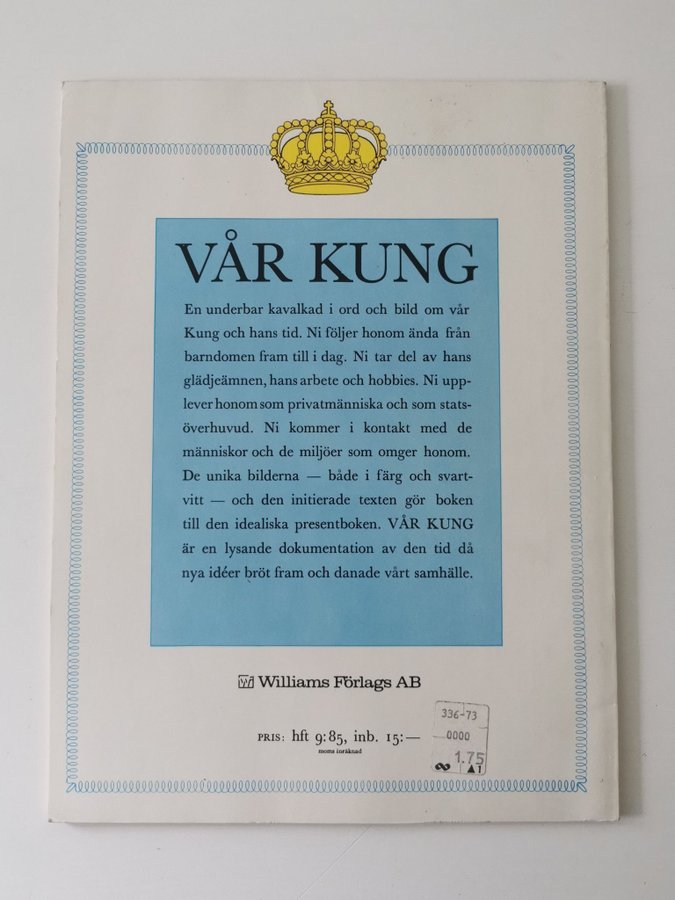 VÅR KUNG
En underbar kavalkad i ord och bild om vår
Kung och hans tid. Ni följer honom ända från
barndomen fram till i dag. Ni tar del av hans
glädjeämnen, hans arbete och hobbies. Ni upp-
lever honom som privatmänniska och som stats-
överhuvud. Ni kommer i kontakt med de
människor och de miljöer som omger honom.
De unika bilderna — både i färg och svart-
vitt — och den initierade texten gör boken
till den idealiska presentboken. VÅR KUNG
är en lysande dokumentation av den tid då
nya idéer bröt fram och danade vårt samhälle.
Williams Förlags AB
PRIS: hft 9:85, inb. 15:—
moms inräknad
336-73
0000
1.75
∞ ▲1